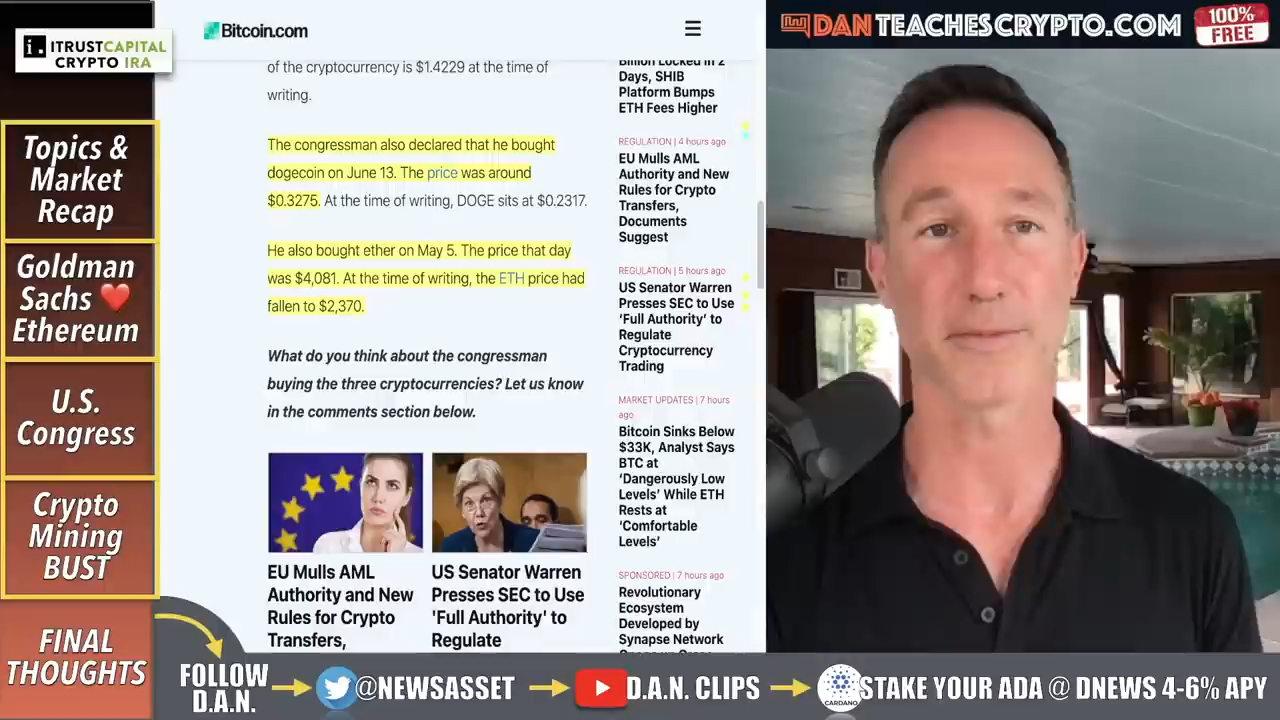 i. ITRUSTCAPITAL
CRYPTO IRA
Topics &
Market
Recap
Goldman
Sachs ❤️
Ethereum
U.S.
Congress
Crypto
Mining
BUST
FINAL
THOUGHTS
Bitcoin.com
of the cryptocurrency is $1.4229 at the time of
writing.
The congressman also declared that he bought
dogecoin on June 13. The price was around
$0.3275. At the time of writing, DOGE sits at $0.2317.
He also bought ether on May 5. The price that day
was $4,081. At the time of writing, the ETH price had
fallen to $2,370.
What do you think about the congressman
buying the three cryptocurrencies? Let us know
in the comments section below.
EU Mulls AML
Authority and New
Rules for Crypto
Transfers,
US Senator Warren
Presses SEC to Use
'Full Authority' to
Regulate
Billion Locked in 2
Days, SHIB
Platform Bumps
ETH Fees Higher
REGULATION | 4 hours ago
EU Mulls AML
Authority and New
Rules for Crypto
Transfers,
Documents
Suggest
REGULATION | 5 hours ago
US Senator Warren
Presses SEC to Use
‘Full Authority’ to
Regulate
Cryptocurrency
Trading
MARKET UPDATES | 7 hours
ago
Bitcoin Sinks Below
$33K, Analyst Says
BTC at
‘Dangerously Low
Levels’ While ETH
Rests at
‘Comfortable
Levels’
SPONSORED | 7 hours ago
Revolutionary
Ecosystem
Developed by
Synapse Network
DANTEACHESCRYPTO.COM
100%
FREE
FOLLOW
D.A.N.
@NEWSASSET
D.A.N. CLIPS
CARDANO
STAKE YOUR ADA @ DNEWS 4-6% APY